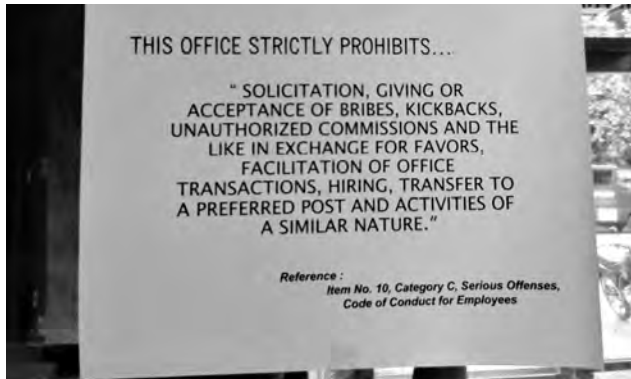 THIS OFFICE STRICTLY PROHIBITS...
" SOLICITATION, GIVING OR
ACCEPTANCE OF BRIBES, KICKBACKS,
UNAUTHORIZED COMMISSIONS AND THE
LIKE IN EXCHANGE FOR FAVORS,
FACILITATION OF OFFICE
TRANSACTIONS, HIRING, TRANSFER TO
A PREFERRED POST AND ACTIVITIES OF
A SIMILAR NATURE."
Reference :
Item No. 10, Category C, Serious Offenses,
Code of Conduct for Employees